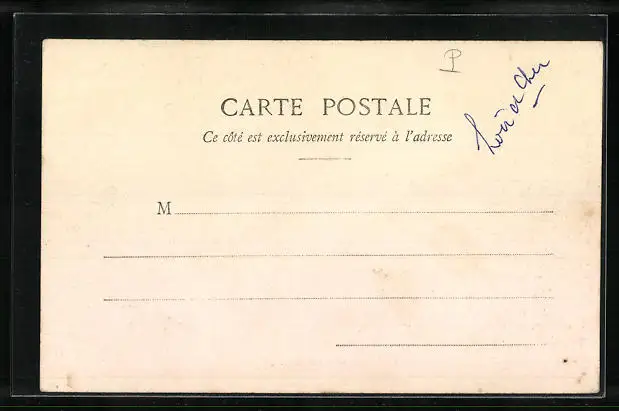 P
Loir et Cher
CARTE POSTALE
Ce côté est exclusivement réservé à l'adresse
M